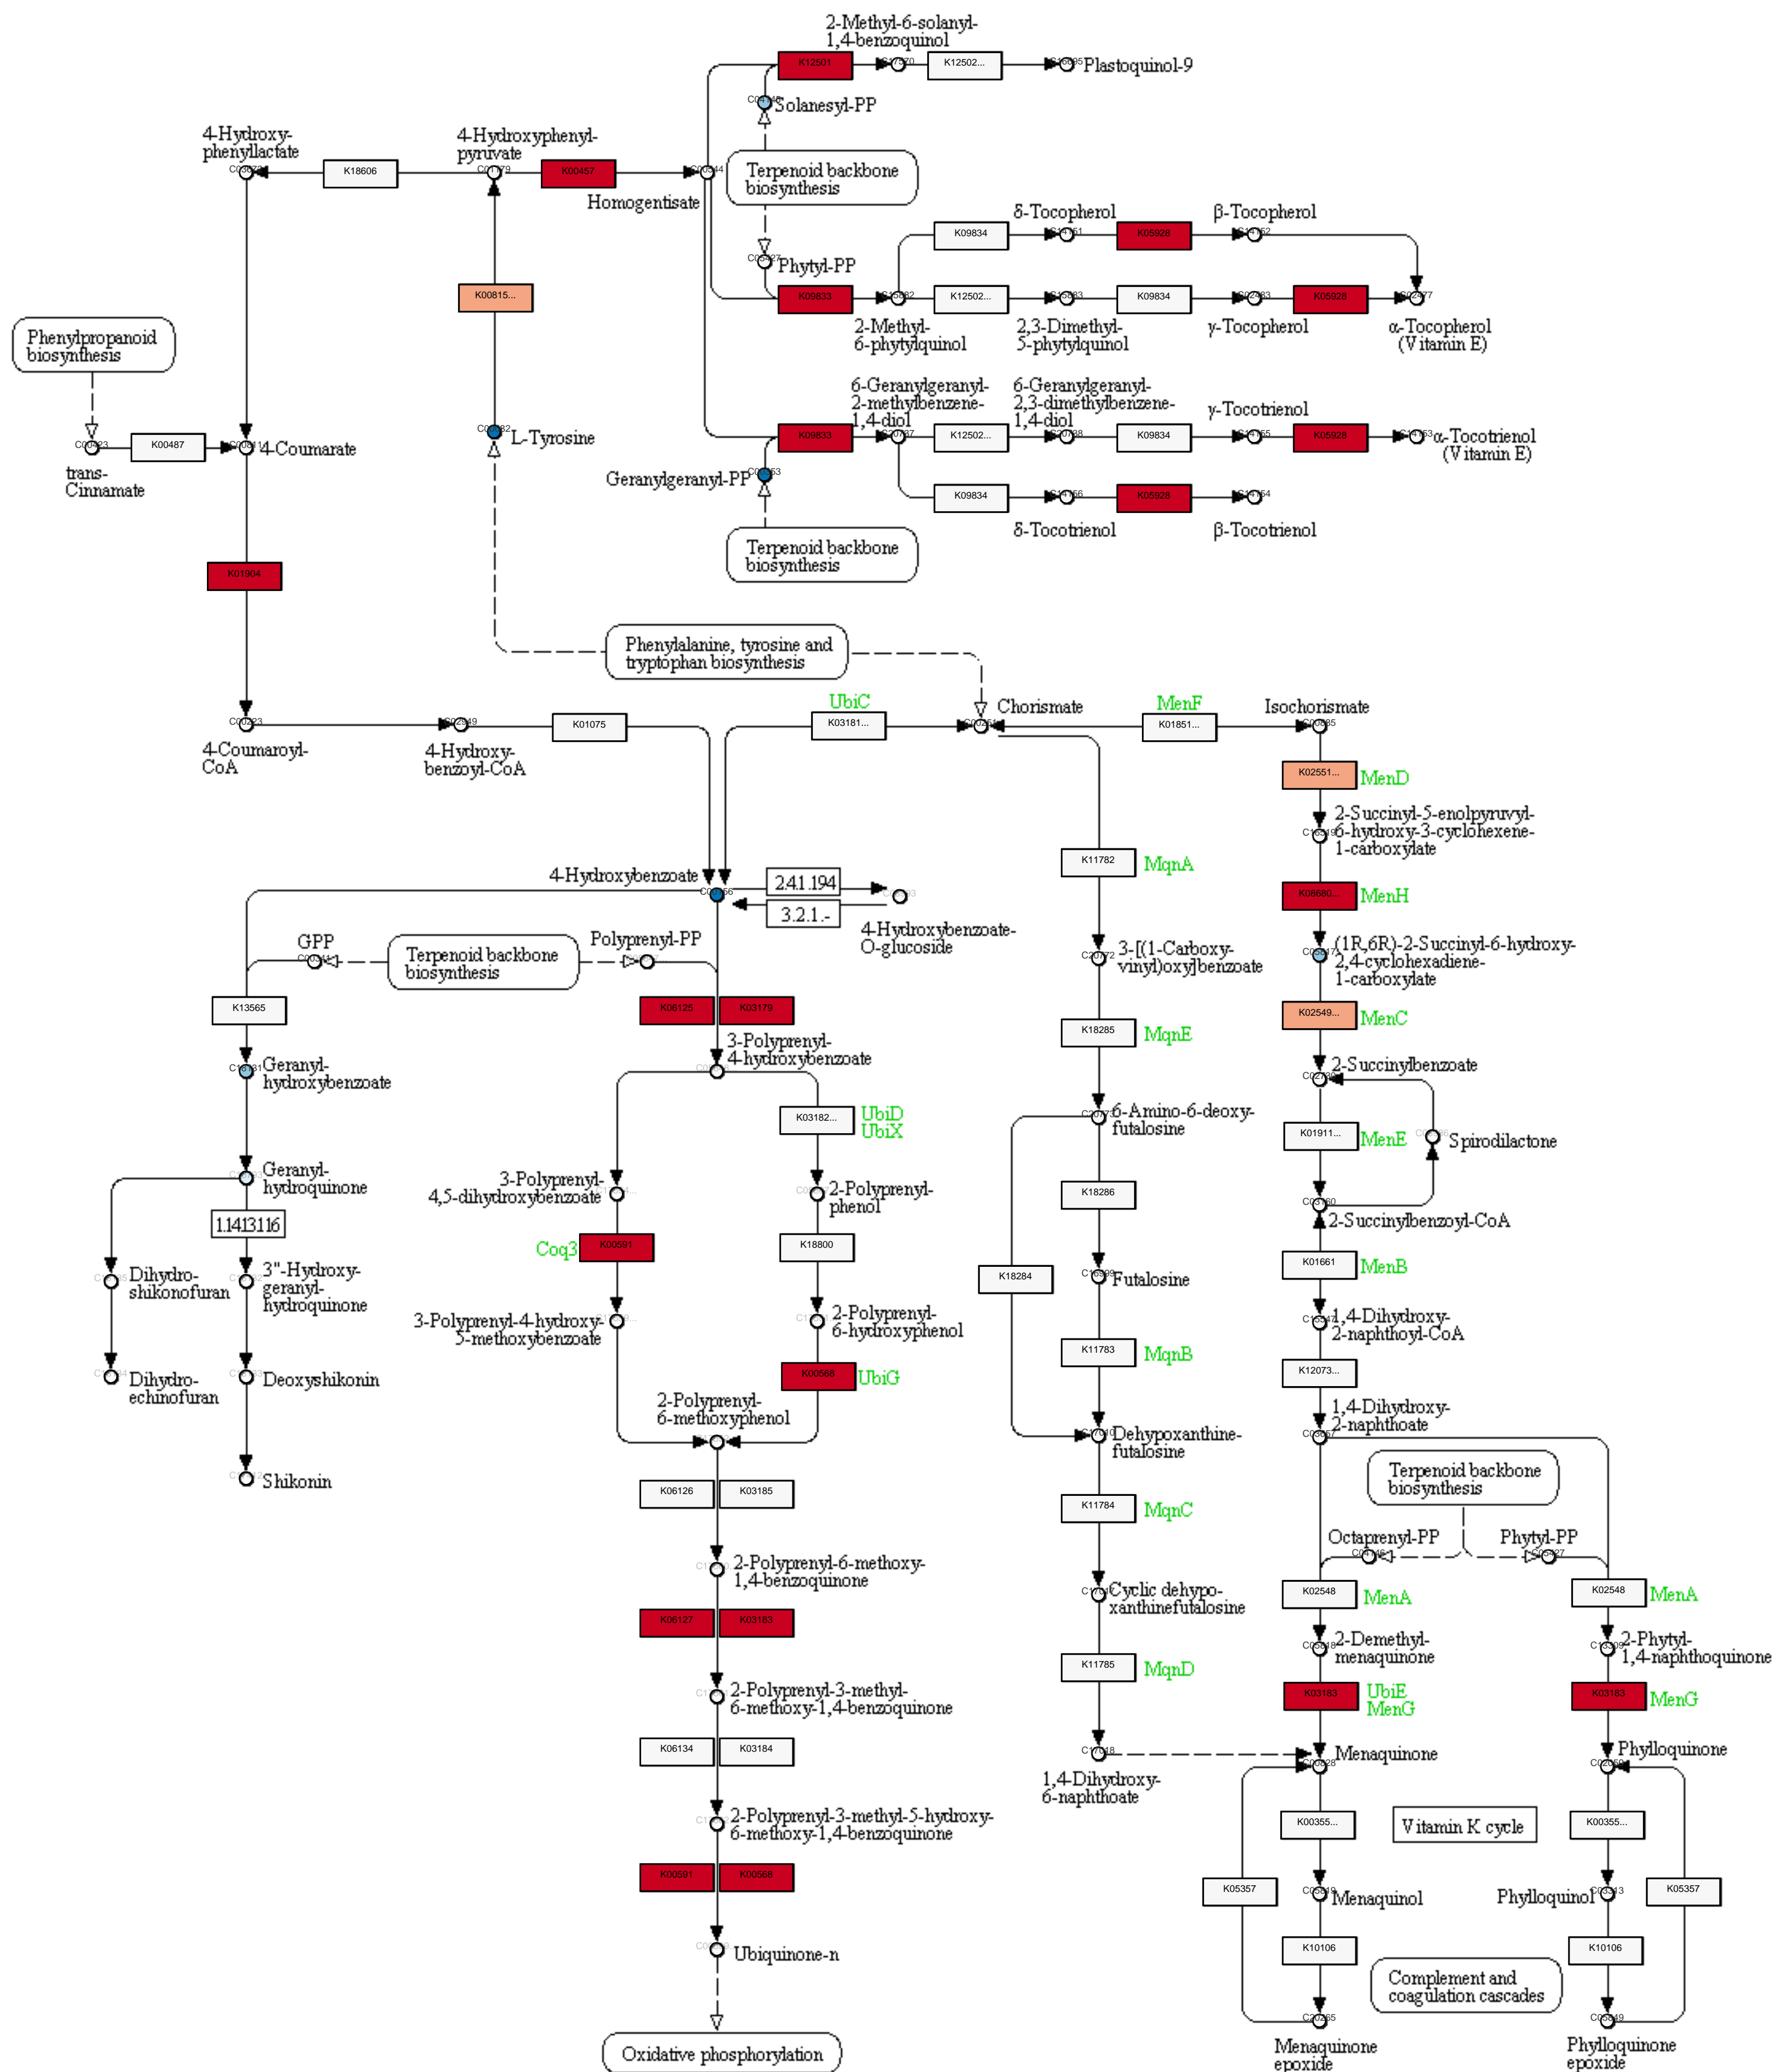 2-Methyl-6-solanyl-
1,4-benzoquinol
K12501
K12502...
Plastoquinol-9
Solanesyl-PP
4-Hydroxy-
phenyllactate
K18606
4-Hydroxyphenyl-
pyruvate
K00457
Homogentisate
Terpenoid backbone
biosynthesis
Phytyl-PP
K09834
δ-Tocopherol
K05928
β-Tocopherol
K09833
2-Methyl-
6-phytylquinol
K12502...
2,3-Dimethyl-
5-phytylquinol
K09834
γ-Tocopherol
K05928
α-Tocopherol
(Vitamin E)
K00815...
Phenylpropanoid
biosynthesis
L-Tyrosine
K00487
4-Coumarate
trans-
Cinnamate
6-Geranylgeranyl-
2-methylbenzene-
1,4-diol
6-Geranylgeranyl-
2,3-dimethylbenzene-
1,4-diol
γ-Tocotrienol
K09833
K12502...
K09834
K05928
α-Tocotrienol
(Vitamin E)
Geranylgeranyl-PP
K09834
δ-Tocotrienol
K05928
β-Tocotrienol
Terpenoid backbone
biosynthesis
K01904
Phenylalanine, tyrosine and
tryptophan biosynthesis
C00223
4-Coumaroyl-
CoA
4-Hydroxy-
benzoyl-CoA
K01075
UbiC
K03181...
Chorismate
MenF
K01851...
Isochorismate
K02551...
MenD
2-Succinyl-5-enolpyruvyl-
6-hydroxy-3-cyclohexene-
1-carboxylate
K11782
MqnA
K08680...
MenH
4-Hydroxybenzoate
2.4.1.194
3.2.1.-
4-Hydroxybenzoate-
O-glucoside
GPP
Terpenoid backbone
biosynthesis
Polyprenyl-PP
C20772
3-[(1-Carboxy-
vinyl)oxy]benzoate
(1R,6R)-2-Succinyl-6-hydroxy-
2,4-cyclohexadiene-
1-carboxylate
K13565
K06125
K03179
K18285
MqnE
K02549...
MenC
Geranyl-
hydroxybenzoate
3-Polyprenyl-
4-hydroxybenzoate
2-Succinylbenzoate
K03182...
UbiD
UbiX
C20773
6-Amino-6-deoxy-
futalosine
K01911...
MenE
Spirodilactone
Geranyl-
hydroquinone
3-Polyprenyl-
4,5-dihydroxybenzoate
2-Polyprenyl-
phenol
K18286
C03160
2-Succinylbenzoyl-CoA
1.14.13.116
Coq3
K00591
K18800
K18284
C16999
Futalosine
K01661
MenB
Dihydro-
shikonofuran
3"-Hydroxy-
geranyl-
hydroquinone
3-Polyprenyl-4-hydroxy-
5-methoxybenzoate
2-Polyprenyl-
6-hydroxyphenol
1,4-Dihydroxy-
2-naphthoyl-CoA
K11783
MqnB
K12073...
Dihydro-
echinofuran
Deoxyshikonin
K00568
UbiG
2-Polyprenyl-
6-methoxyphenol
C17010
Dehypoxanthine-
futalosine
1,4-Dihydroxy-
2-naphthoate
C03657
Shikonin
K06126
K03185
K11784
MqnC
Terpenoid backbone
biosynthesis
Octaprenyl-PP
C04146
Phytyl-PP
C05427
2-Polyprenyl-6-methoxy-
1,4-benzoquinone
Cyclic dehypo-
xanthinefutalosine
K02548
MenA
K02548
MenA
K06127
K03183
C05818
2-Demethyl-
menaquinone
C13309
2-Phytyl-
1,4-naphthoquinone
K11785
MqnD
K03183
UbiE
MenG
K03183
MenG
2-Polyprenyl-3-methyl-
6-methoxy-1,4-benzoquinone
K06134
K03184
C17018
1,4-Dihydroxy-
6-naphthoate
C00828
Menaquinone
C02059
Phylloquinone
2-Polyprenyl-3-methyl-5-hydroxy-
6-methoxy-1,4-benzoquinone
K00355...
Vitamin K cycle
K00355...
K00591
K00568
K05357
C05819
Menaquinol
Phylloquinol
C03313
K05357
Ubiquinone-n
K10106
K10106
Complement and
coagulation cascades
C20265
Menaquinone
epoxide
C05849
Phylloquinone
epoxide
Oxidative phosphorylation